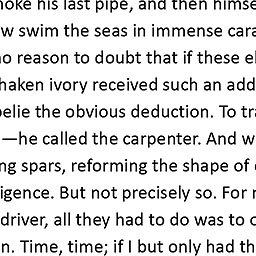 noke his last pipe, and then himse
w swim the seas in immense cara
no reason to doubt that if these el
haken ivory received such an add
belie the obvious deduction. To tra
—he called the carpenter. And w
ng spars, reforming the shape of
igence. But not precisely so. For
driver, all they had to do was to
n. Time, time; if I but only had th